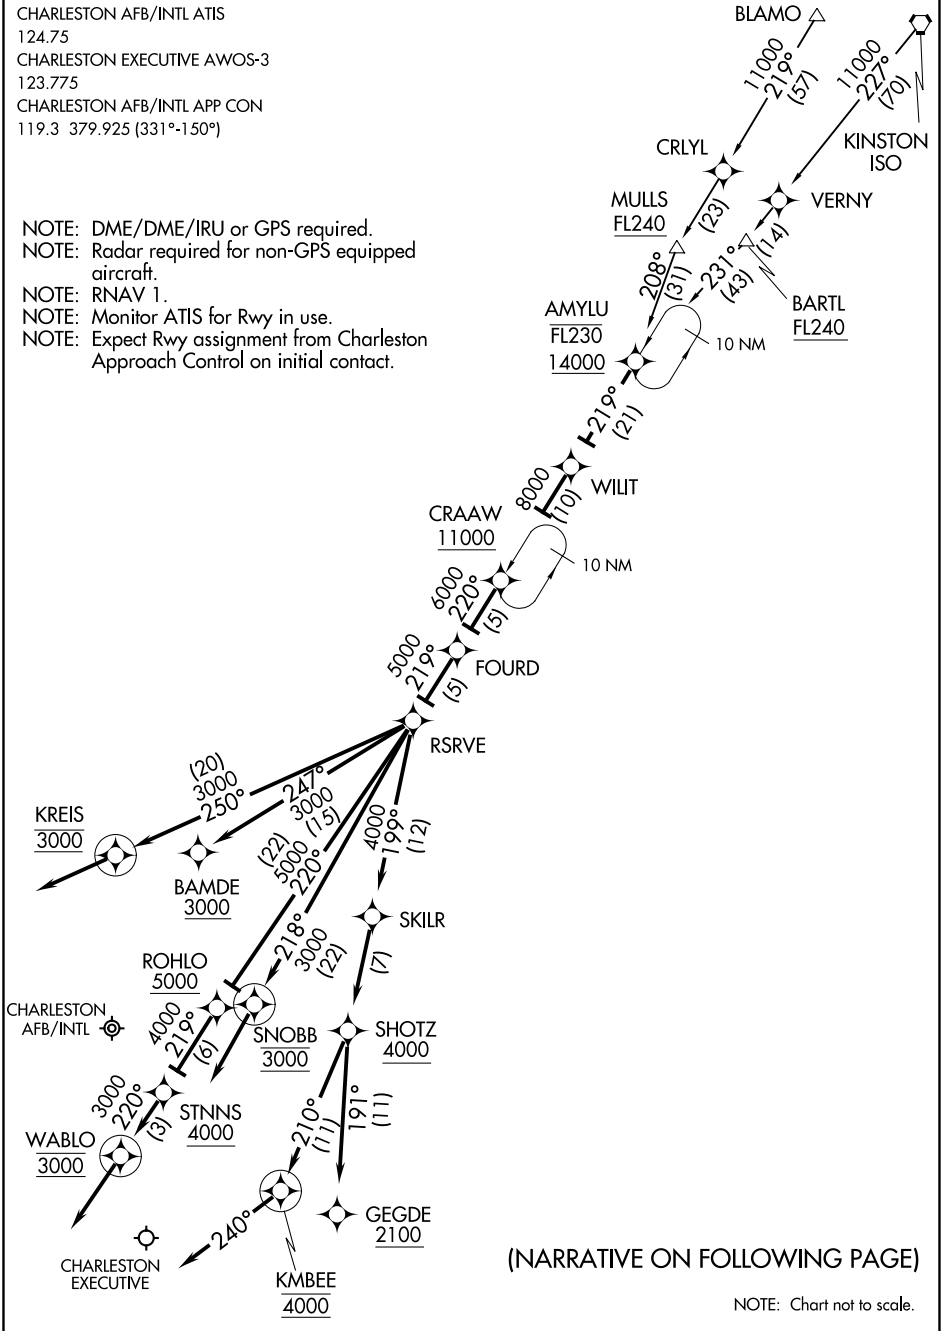 CHARLESTON AFB/INTL ATIS
124.75
CHARLESTON EXECUTIVE AWOS-3
123.775
CHARLESTON AFB/INTL APP CON
119.3 379.925 (331°-150°)
BLAMO
11000
219°
(57)
11000
227°
(70)
KINSTON
ISO
CRLYL
VERNY
MULLS
FL240
(23)
(14)
NOTE: DME/DME/IRU or GPS required.
NOTE: Radar required for non-GPS equipped
aircraft.
NOTE: RNAV 1.
NOTE: Monitor ATIS for Rwy in use.
NOTE: Expect Rwy assignment from Charleston
Approach Control on initial contact.
208°
(31)
231°
(43)
BARTL
FL240
AMYLU
FL230
14000
10 NM
219°
(21)
WILIT
8000
(10)
CRAAW
11000
10 NM
6000
220°
(5)
FOURD
5000
219°
(5)
RSRVE
(20)
3000
250°
247°
3000
(15)
(22)
5000
220°
4000
199°
(12)
KREIS
3000
BAMDE
3000
218°
3000
(22)
SKILR
(7)
ROHLO
5000
CHARLESTON
AFB/INTL
4000
219°
(6)
SNOBB
3000
SHOTZ
4000
3000
220°
(3)
STNNS
4000
210°
(11)
191°
(11)
WABLO
3000
GEGDE
2100
240°
CHARLESTON
EXECUTIVE
KMBEE
4000
(NARRATIVE ON FOLLOWING PAGE)
NOTE: Chart not to scale.